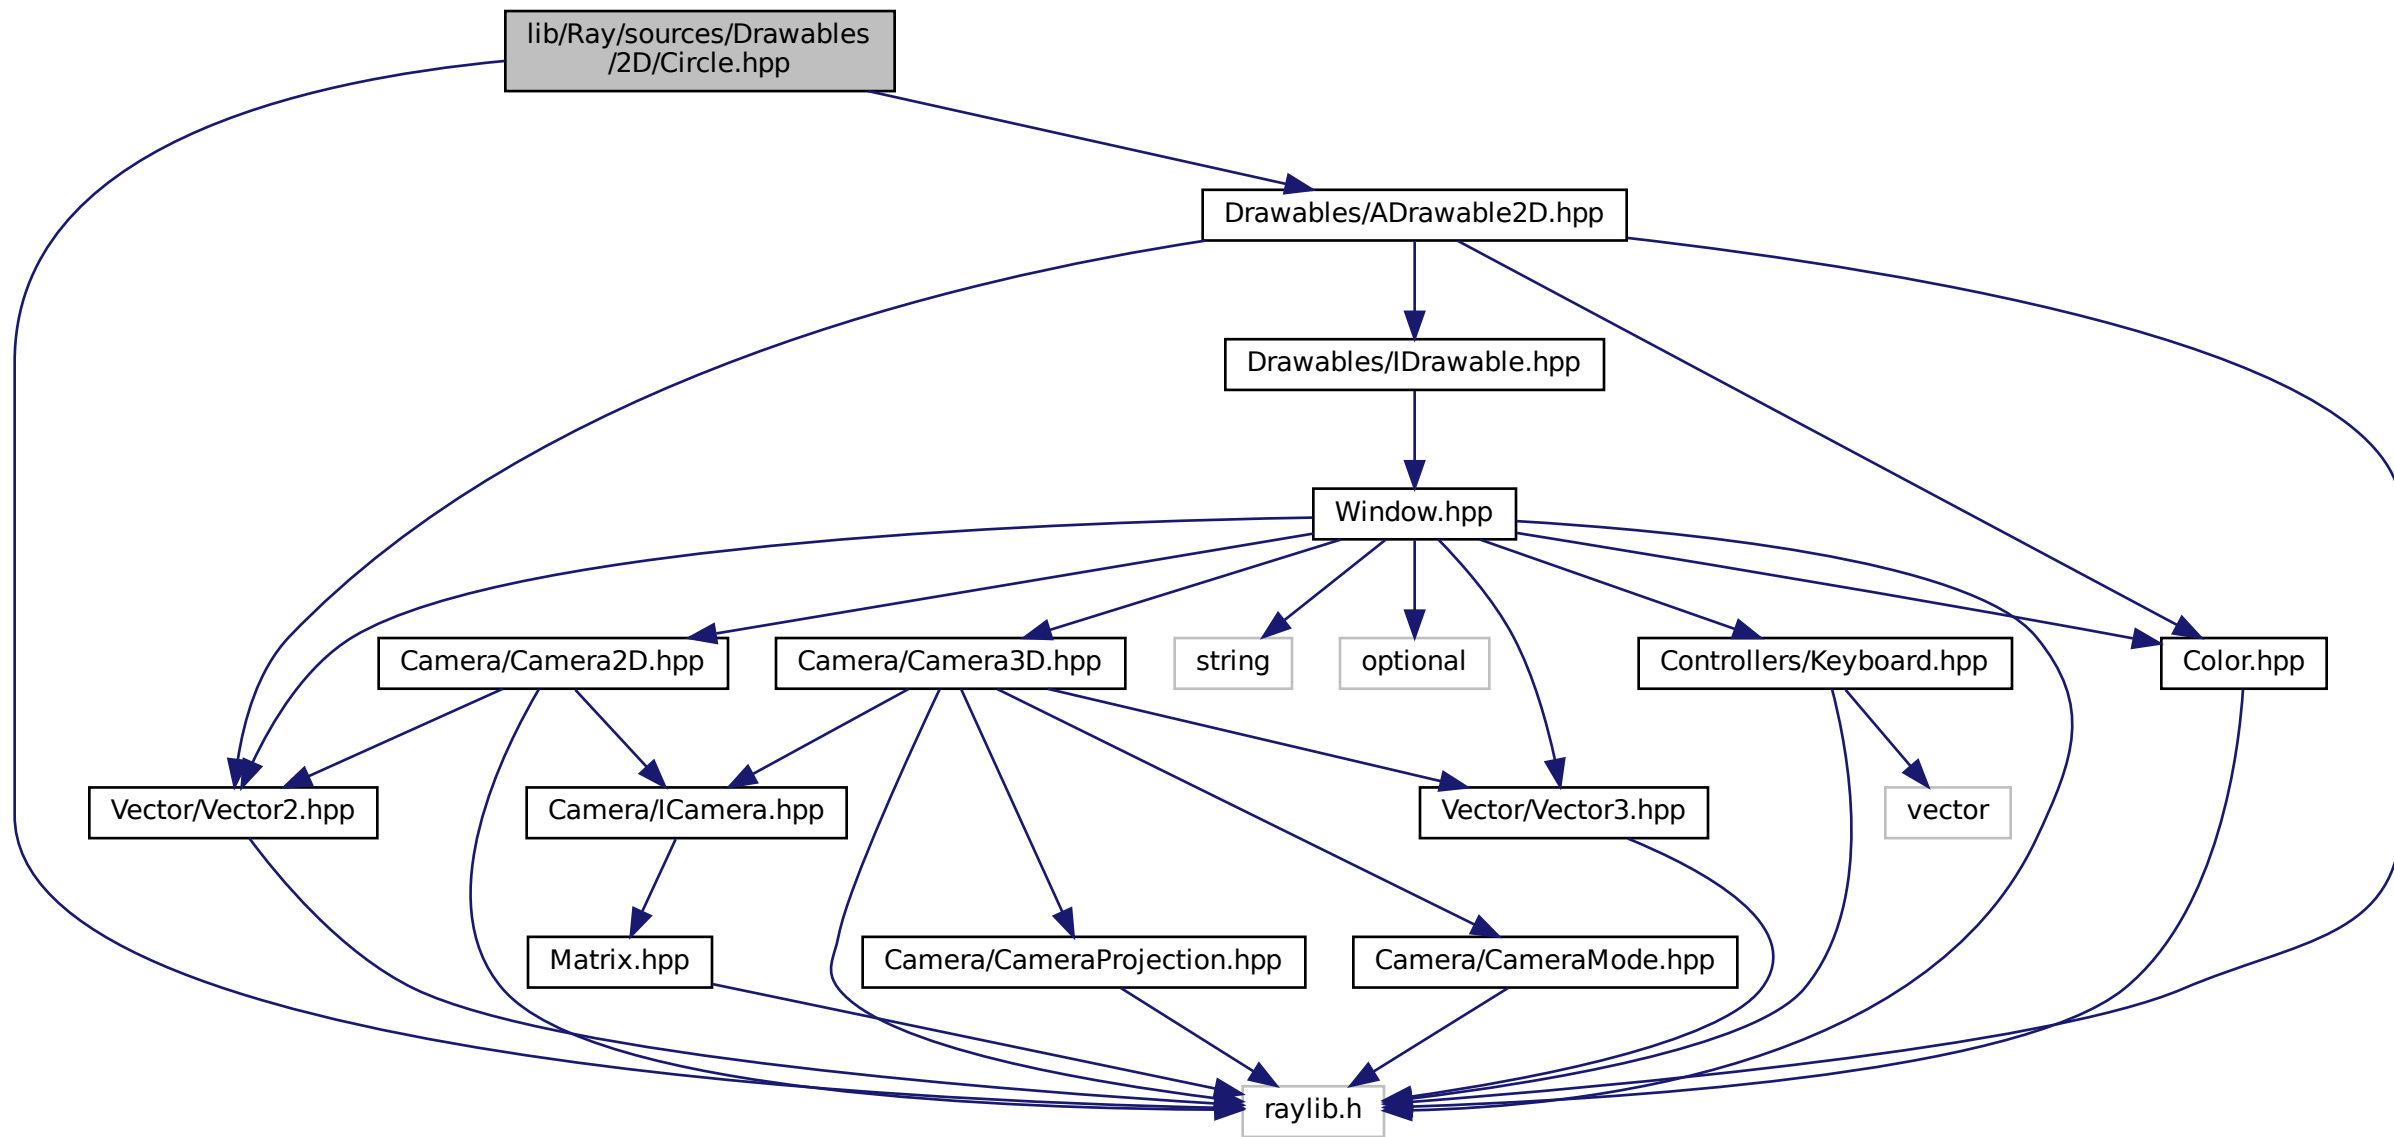 lib/Ray/sources/Drawables
/2D/Circle.hpp
Drawables/ADrawable2D.hpp
Drawables/IDrawable.hpp
Window.hpp
Camera/Camera2D.hpp
Camera/Camera3D.hpp
string
optional
Controllers/Keyboard.hpp
Color.hpp
Vector/Vector2.hpp
Camera/ICamera.hpp
Vector/Vector3.hpp
vector
Matrix.hpp
Camera/CameraProjection.hpp
Camera/CameraMode.hpp
raylib.h